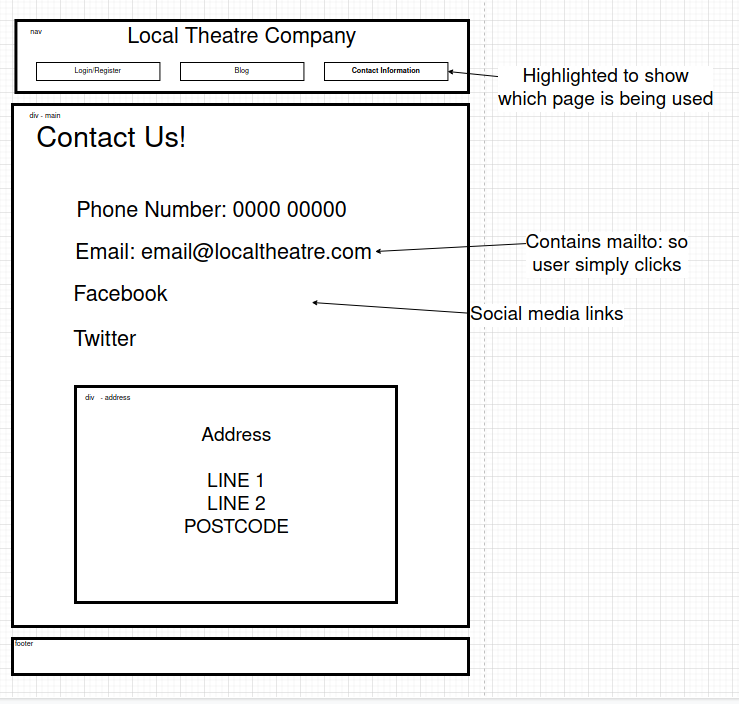 nav
Local Theatre Company
Login/Register
Blog
Contact Information
Highlighted to show
which page is being used
div - main
Contact Us!
Phone Number: 0000 00000
Email: email@localtheatre.com
Contains mailto: so
user simply clicks
Facebook
Social media links
Twitter
div - address
Address
LINE 1
LINE 2
POSTCODE
footer